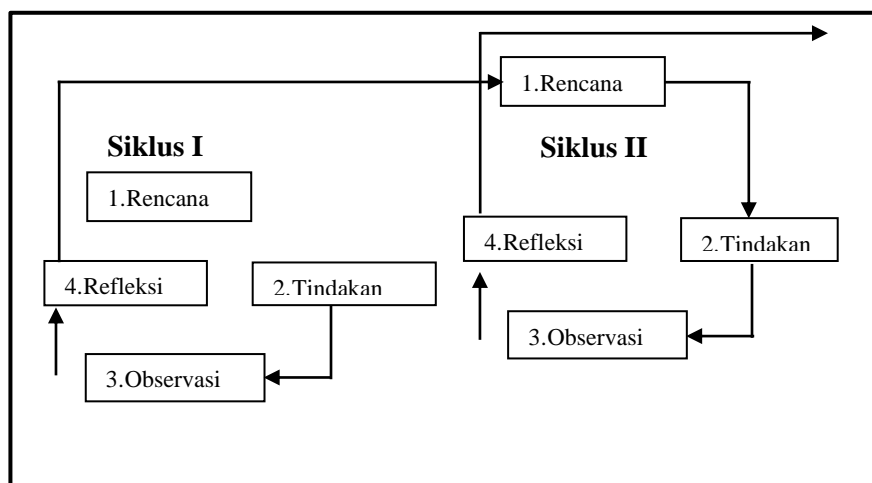 Siklus I
1.Rencana
2.Tindakan
3.Observasi
4.Refleksi
Siklus II
1.Rencana
2.Tindakan
3.Observasi
4.Refleksi